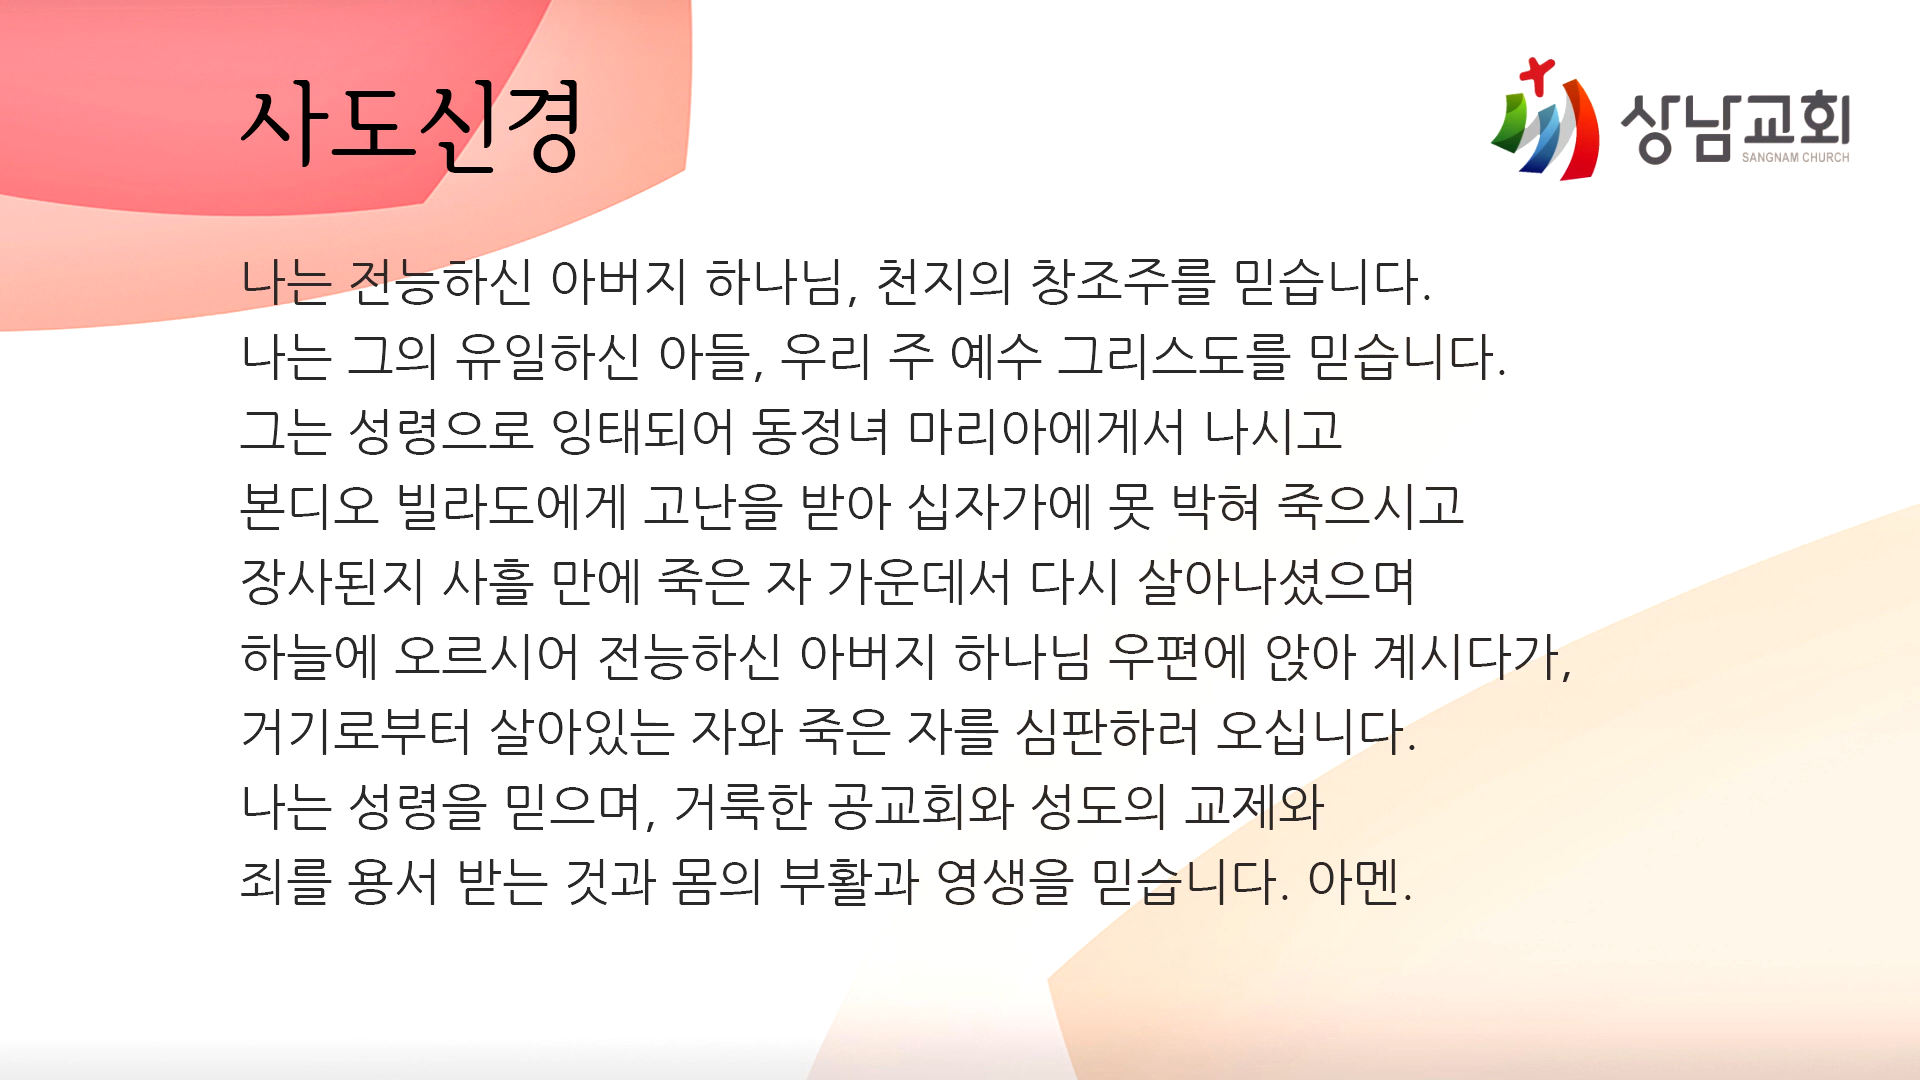 사도신경
상남교회
SANGNAM CHURCH
나는 전능하신 아버지 하나님, 천지의 창조주를 믿습니다.
나는 그의 유일하신 아들, 우리 주 예수 그리스도를 믿습니다.
그는 성령으로 잉태되어 동정녀 마리아에게서 나시고
본디오 빌라도에게 고난을 받아 십자가에 못 박혀 죽으시고
장사된지 사흘 만에 죽은 자 가운데서 다시 살아나셨으며
하늘에 오르시어 전능하신 아버지 하나님 우편에 앉아 계시다가,
거기로부터 살아있는 자와 죽은 자를 심판하러 오십니다.
나는 성령을 믿으며, 거룩한 공교회와 성도의 교제와
죄를 용서 받는 것과 몸의 부활과 영생을 믿습니다. 아멘.